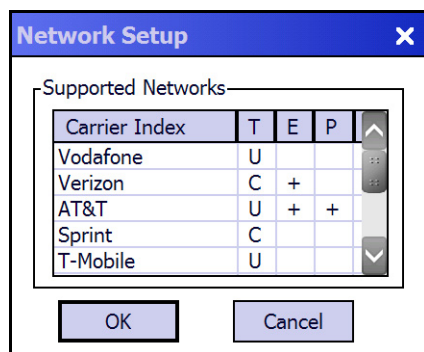 Network Setup
Supported Networks
Carrier Index T E P
Vodafone U
Verizon C +
AT&T U + +
Sprint C
T-Mobile U
OK Cancel